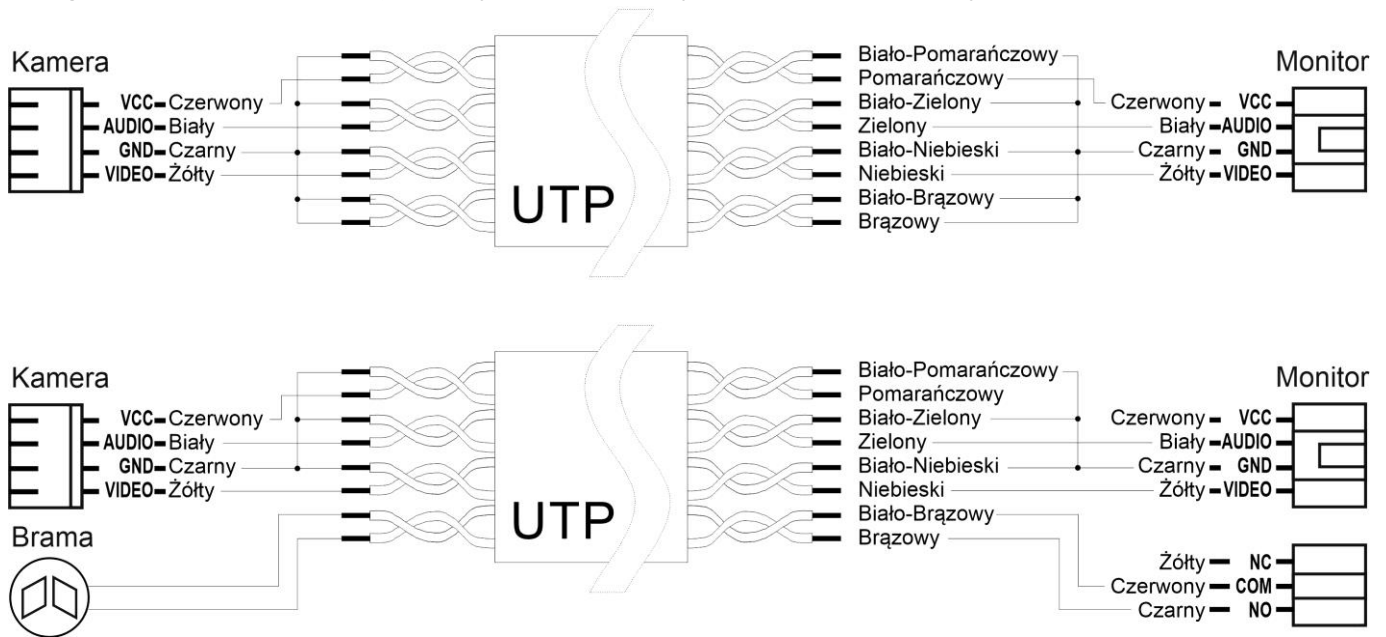 Kamera
VCC Czerwony
AUDIO Biały
GND Czarny
VIDEO Żółty
UTP
Biało-Pomarańczowy
Pomarańczowy
Biało-Zielony
Zielony
Biało-Niebieski
Niebieski
Biało-Brązowy
Brązowy
Monitor
Czerwony VCC
Biały AUDIO
Czarny GND
Żółty VIDEO
Kamera
VCC Czerwony
AUDIO Biały
GND Czarny
VIDEO Żółty
Brama
UTP
Biało-Pomarańczowy
Pomarańczowy
Biało-Zielony
Zielony
Biało-Niebieski
Niebieski
Biało-Brązowy
Brązowy
Monitor
Czerwony VCC
Biały AUDIO
Czarny GND
Żółty VIDEO
Żółty NC
Czerwony COM
Czarny NO